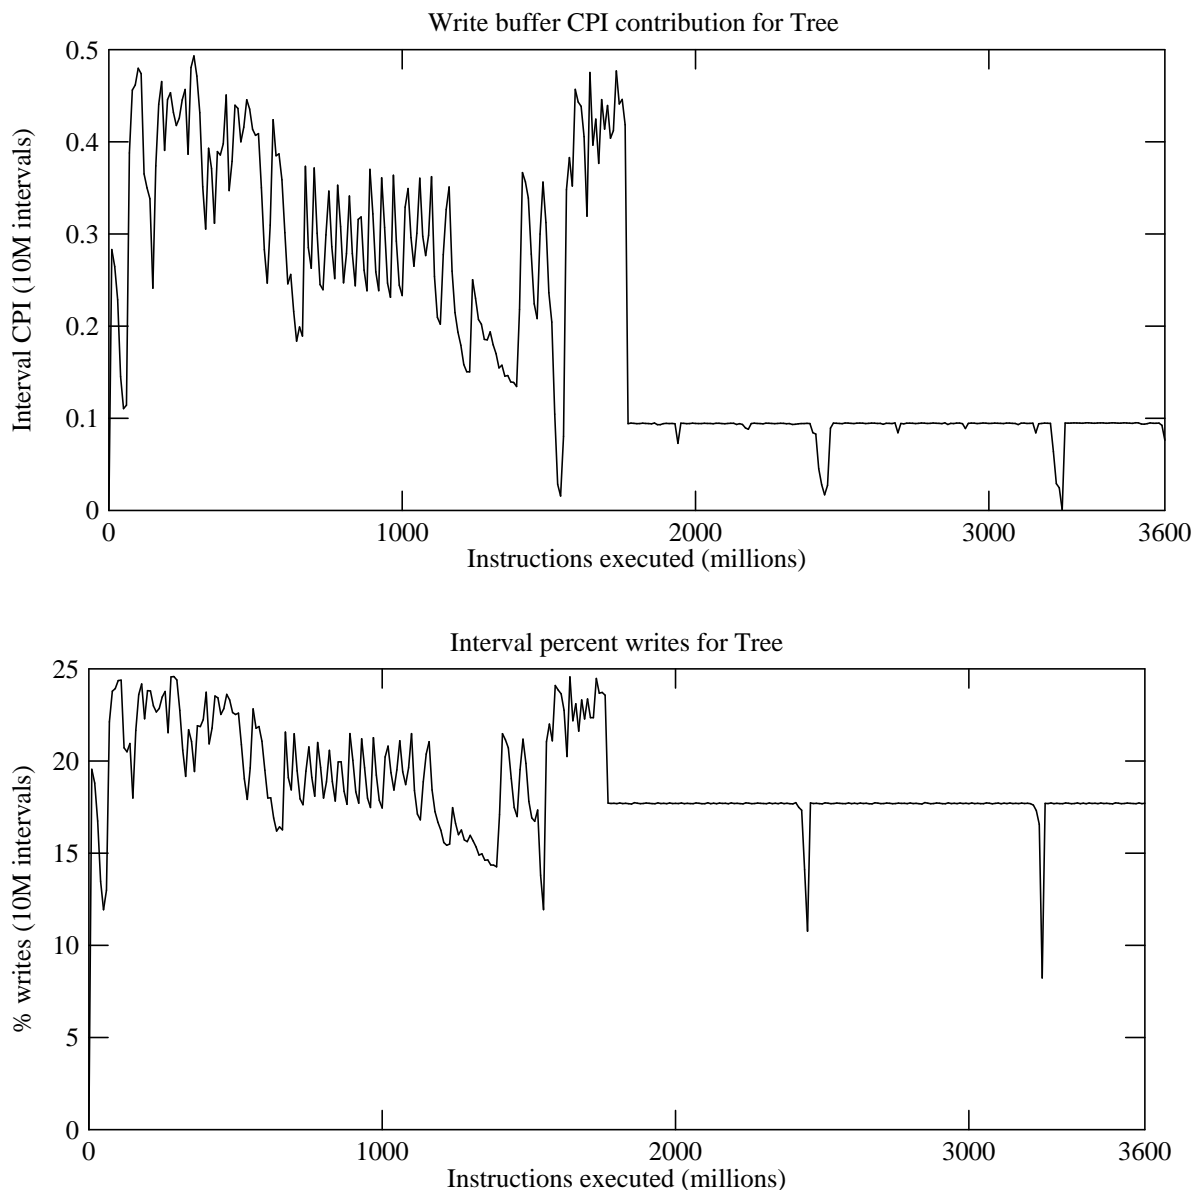 Write buffer CPI contribution for Tree
Interval CPI (10M intervals)
0.5
0.4
0.3
0.2
0.1
0
0 1000 2000 3000 3600
Instructions executed (millions)
Interval percent writes for Tree
% writes (10M intervals)
25
20
15
10
5
0
0 1000 2000 3000 3600
Instructions executed (millions)